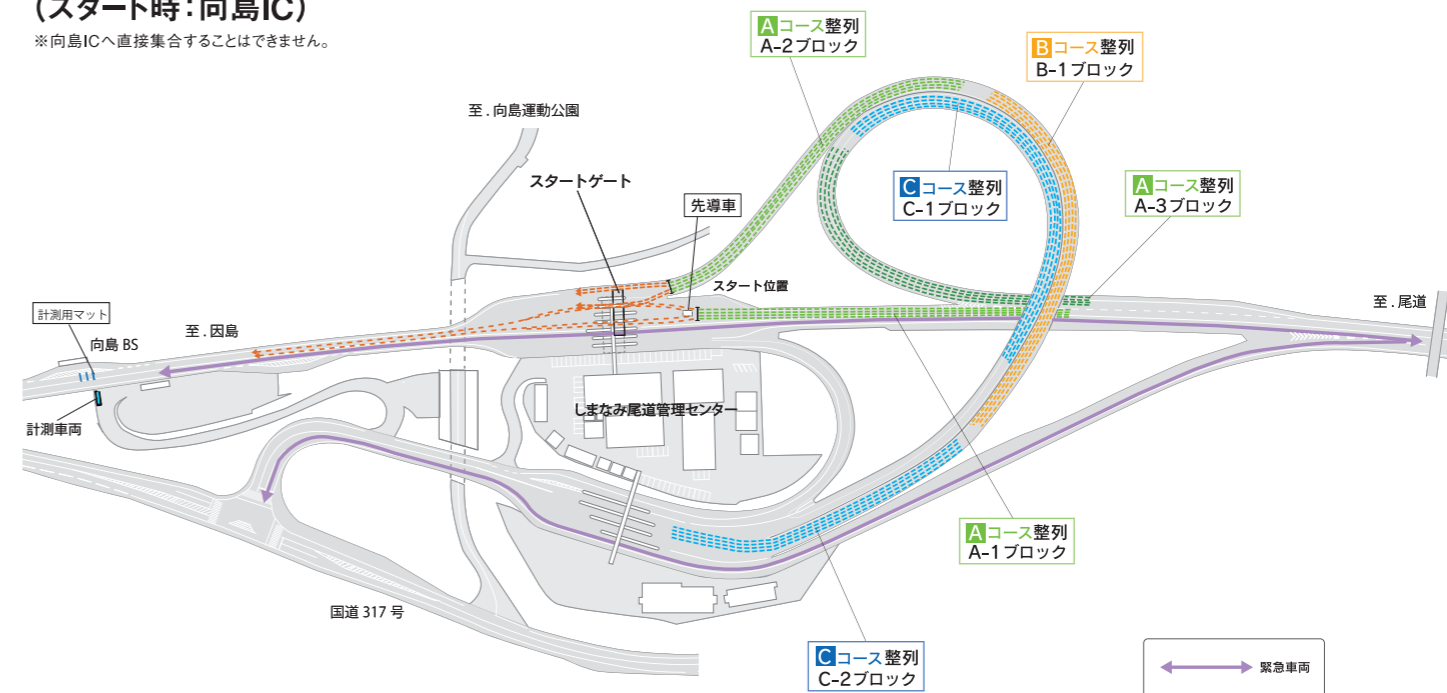 (スタート時：向島IC)
※向島ICへ直接集合することはできません。
Aコース整列
A-2ブロック
Bコース整列
B-1ブロック
至．向島運動公園
スタートゲート
先導車
Cコース整列
C-1ブロック
Aコース整列
A-3ブロック
スタート位置
至．尾道
計測用マット
向島 BS
至．因島
計測車両
しまなみ尾道管理センター
Aコース整列
A-1ブロック
国道 317 号
Cコース整列
C-2ブロック
緊急車両